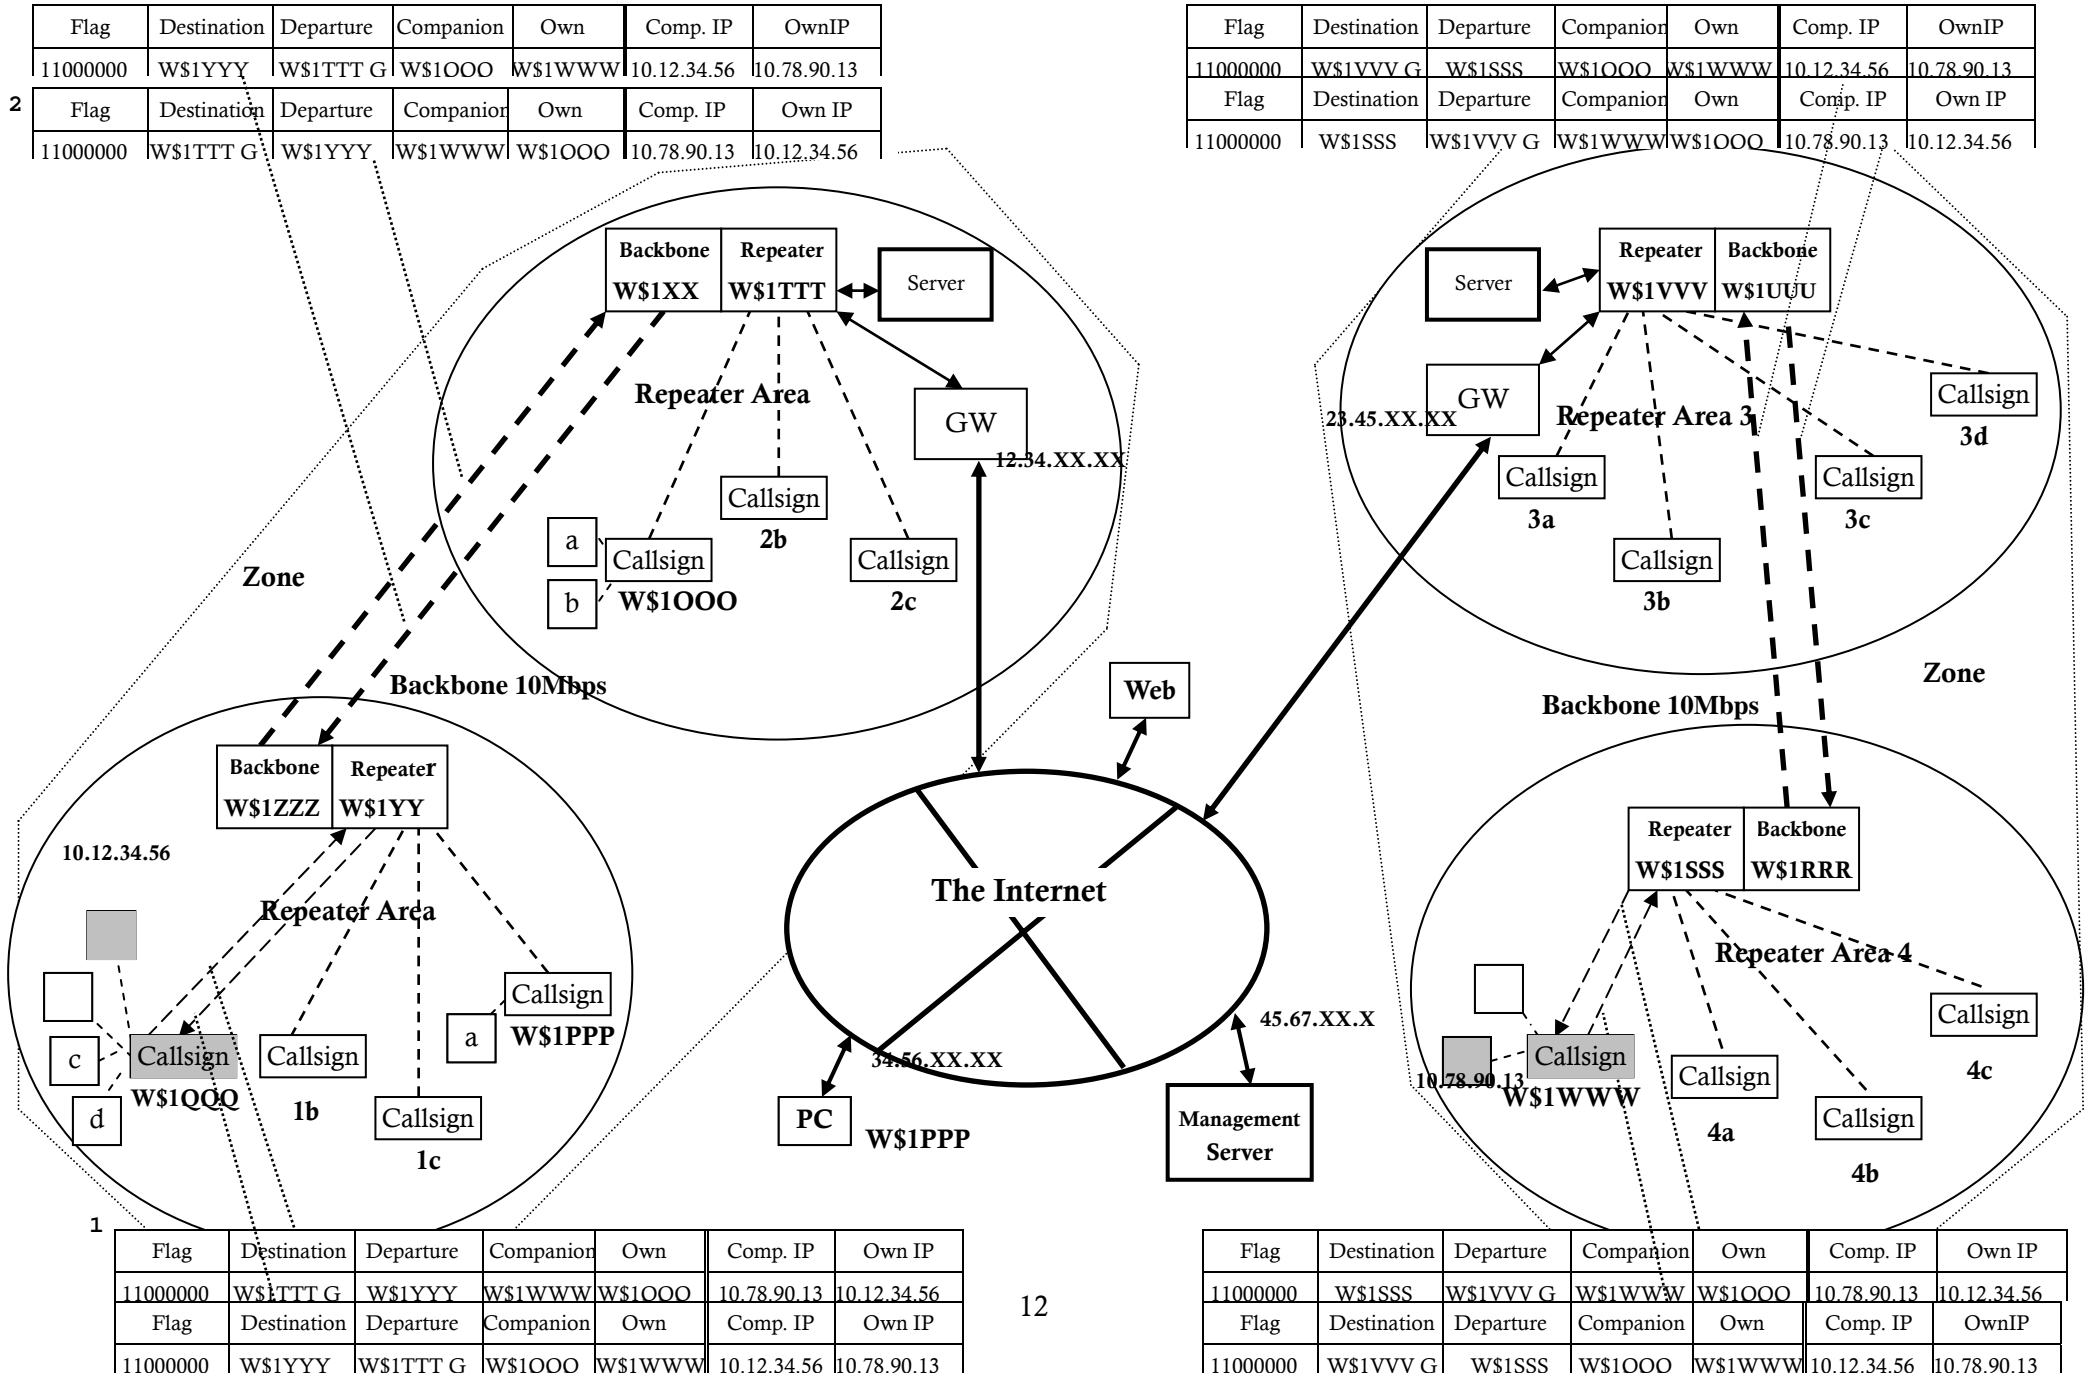 Flag Destination Departure Companion Own Comp. IP OwnIP
11000000 W$1YYY W$1TTT G W$1OOO W$1WWW 10.12.34.56 10.78.90.13
2
Flag Destination Departure Companion Own Comp. IP Own IP
11000000 W$1TTT G W$1YYY W$1WWW W$1OOO 10.78.90.13 10.12.34.56
Flag Destination Departure Companion Own Comp. IP OwnIP
11000000 W$1VVV G W$1SSS W$1OOO W$1WWW 10.12.34.56 10.78.90.13
Flag Destination Departure Companion Own Comp. IP Own IP
11000000 W$1SSS W$1VVV G W$1WWW W$1OOO 10.78.90.13 10.12.34.56
Backbone Repeater
W$1XX W$1TTT
Server
Repeater Area
GW
12.34.XX.XX
Callsign
2b
a
Callsign
b
W$1OOO
Callsign
2c
Zone
Backbone 10Mbps
Server
Repeater Backbone
W$1VVV W$1UUU
GW
23.45.XX.XX
Repeater Area 3
Callsign
3d
Callsign
3a
Callsign
3c
Callsign
3b
Zone
Backbone 10Mbps
Web
Backbone Repeater
W$1ZZZ W$1YY
10.12.34.56
Repeater Area
c
Callsign
d
W$1QQQ
Callsign
1b
Callsign
1c
Callsign
a
W$1PPP
The Internet
34.56.XX.XX
45.67.XX.X
PC
W$1PPP
Management
Server
Repeater Backbone
W$1SSS W$1RRR
Repeater Area 4
Callsign
10.78.90.13
W$1WWW
Callsign
4a
Callsign
4b
Callsign
4c
1
Flag Destination Departure Companion Own Comp. IP Own IP
11000000 W$1TTT G W$1YYY W$1WWW W$1OOO 10.78.90.13 10.12.34.56
Flag Destination Departure Companion Own Comp. IP Own IP
11000000 W$1YYY W$1TTT G W$1OOO W$1WWW 10.12.34.56 10.78.90.13
12
Flag Destination Departure Companion Own Comp. IP Own IP
11000000 W$1SSS W$1VVV G W$1WWW W$1OOO 10.78.90.13 10.12.34.56
Flag Destination Departure Companion Own Comp. IP OwnIP
11000000 W$1VVV G W$1SSS W$1OOO W$1WWW 10.12.34.56 10.78.90.13